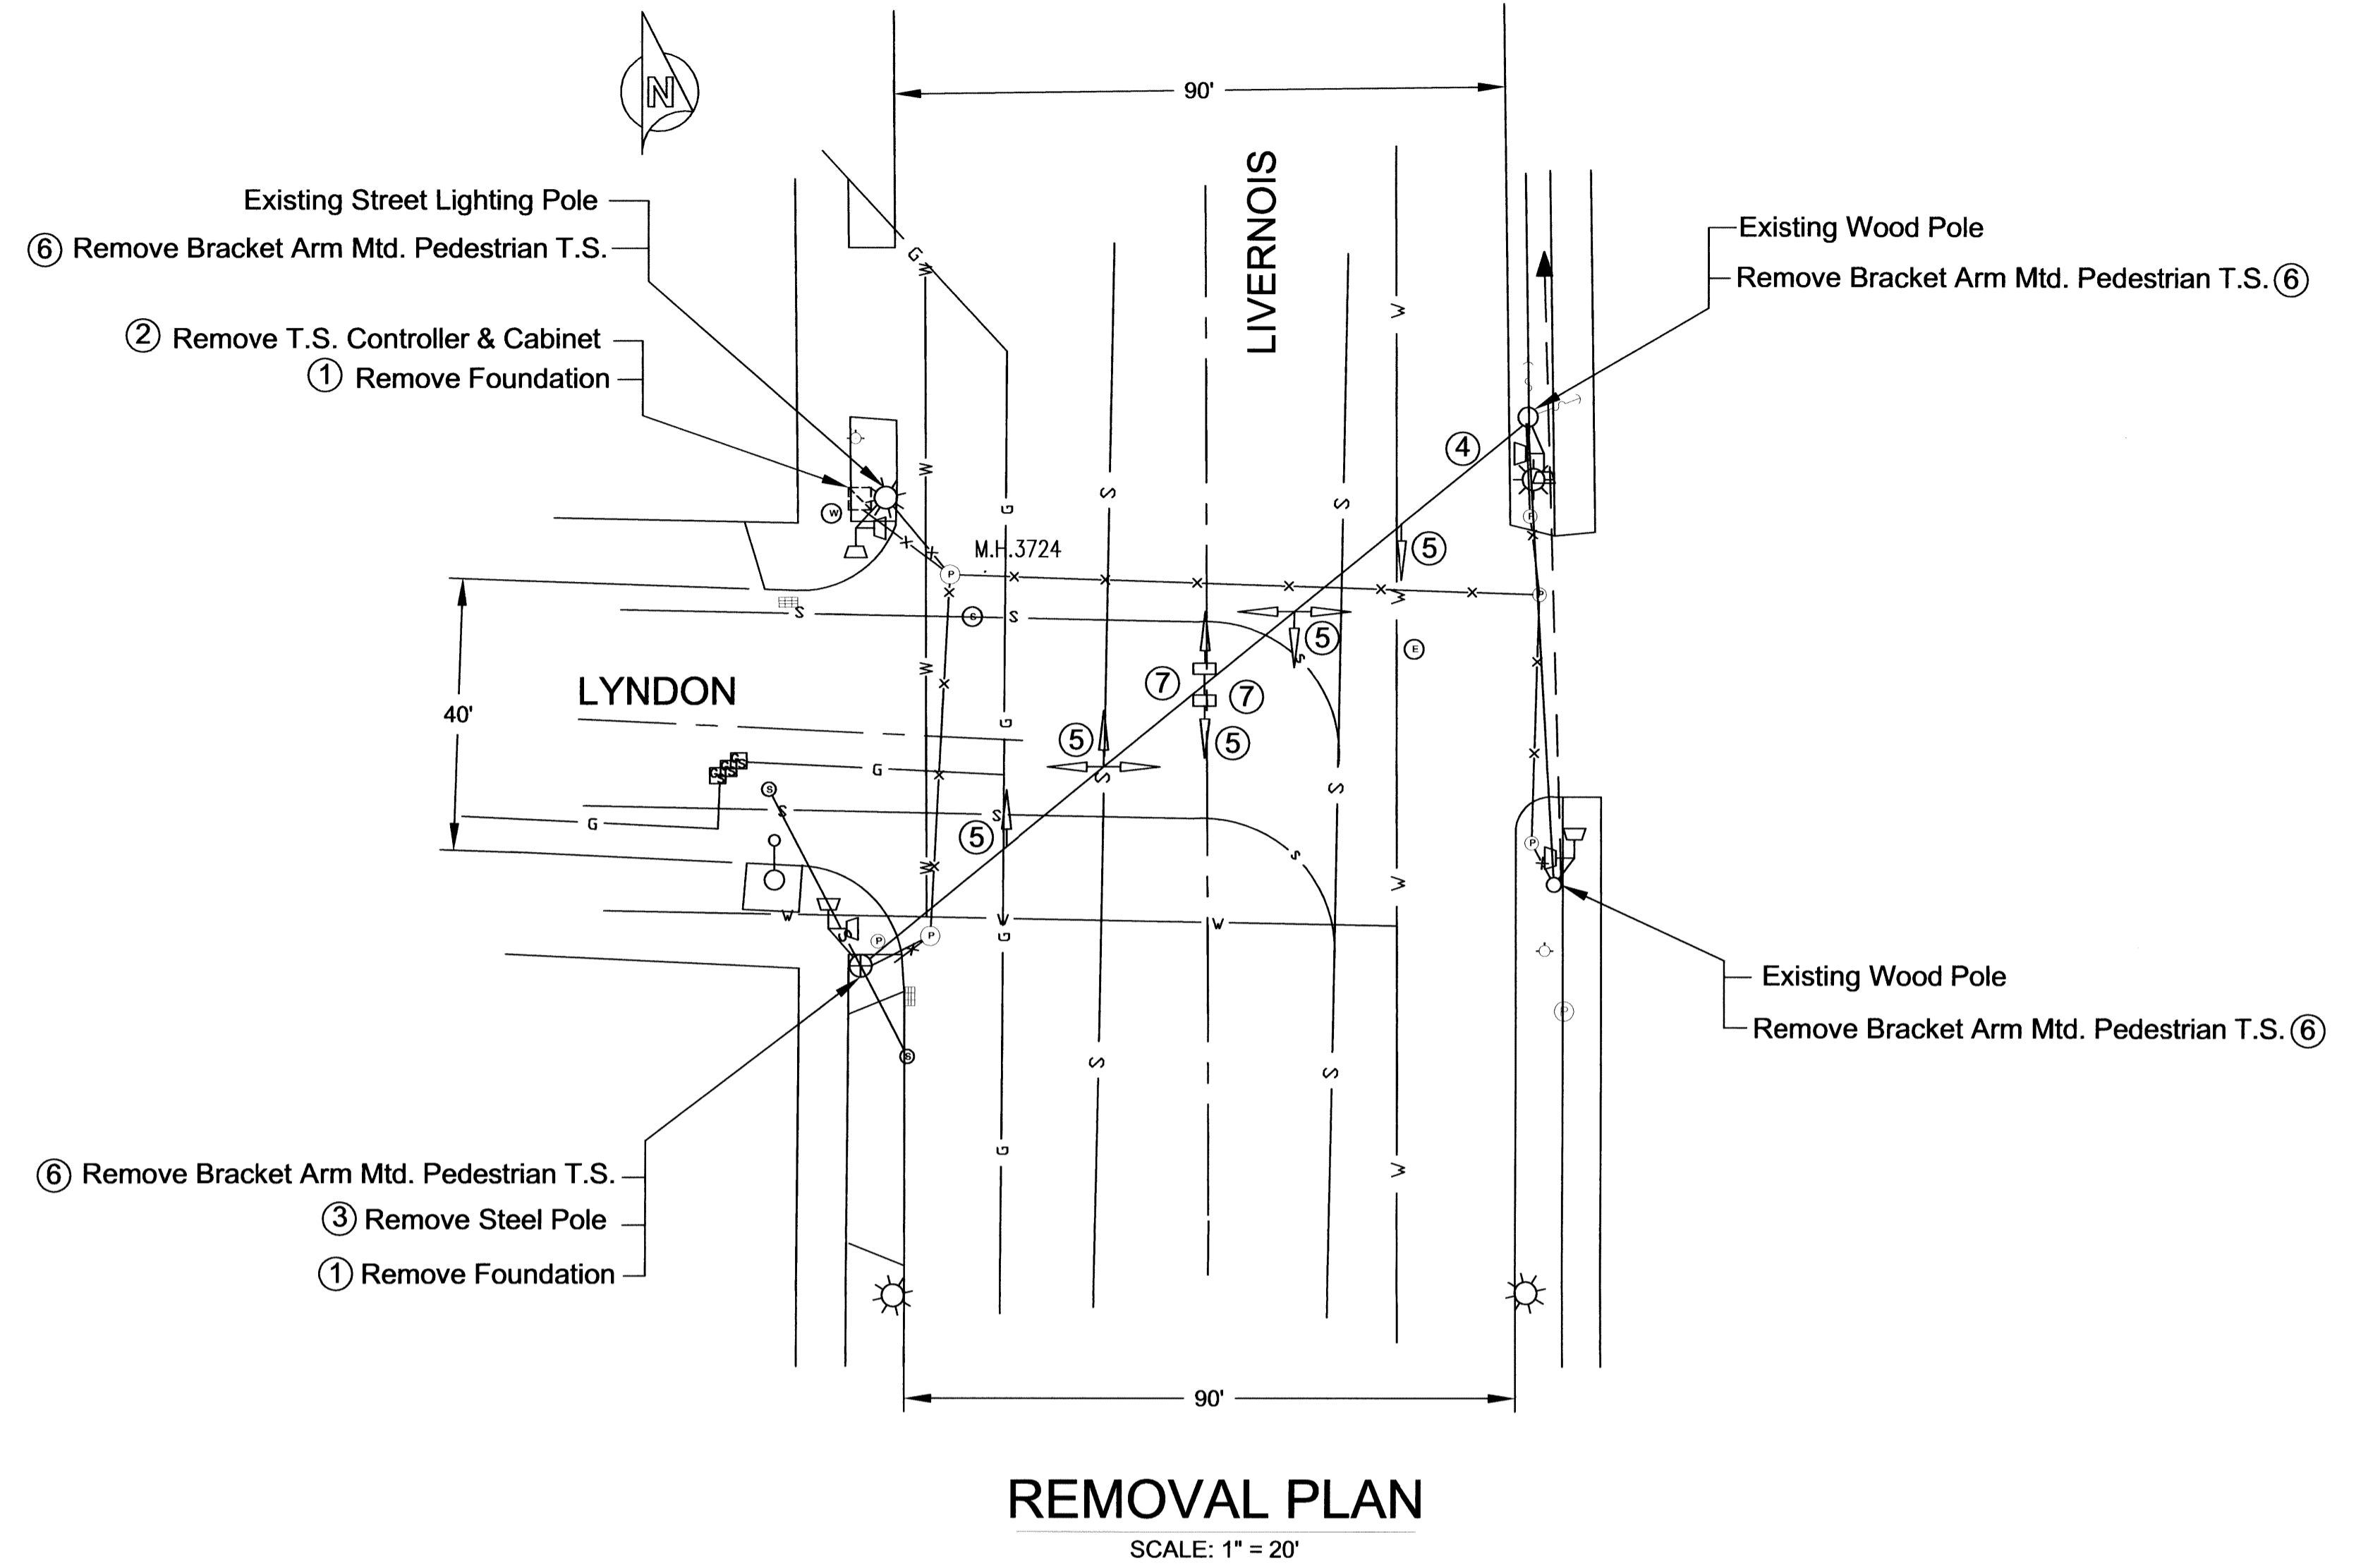 N
90'
LIVERNOIS
Existing Street Lighting Pole
6 Remove Bracket Arm Mtd. Pedestrian T.S.
2 Remove T.S. Controller & Cabinet
1 Remove Foundation
Existing Wood Pole
Remove Bracket Arm Mtd. Pedestrian T.S. 6
4
5
M.H.3724
5
7
7
5
5
5
LYNDON
40'
G
W
W
G
S
S
W
W
P
P
P
S
S
S
W
E
W
G
S
G
S
S
S
G
S
S
S
W
P
P
P
W
W
G
W
W
S
S
S
G
W
P
Existing Wood Pole
Remove Bracket Arm Mtd. Pedestrian T.S. 6
6 Remove Bracket Arm Mtd. Pedestrian T.S.
3 Remove Steel Pole
1 Remove Foundation
90'
REMOVAL PLAN
SCALE: 1" = 20'